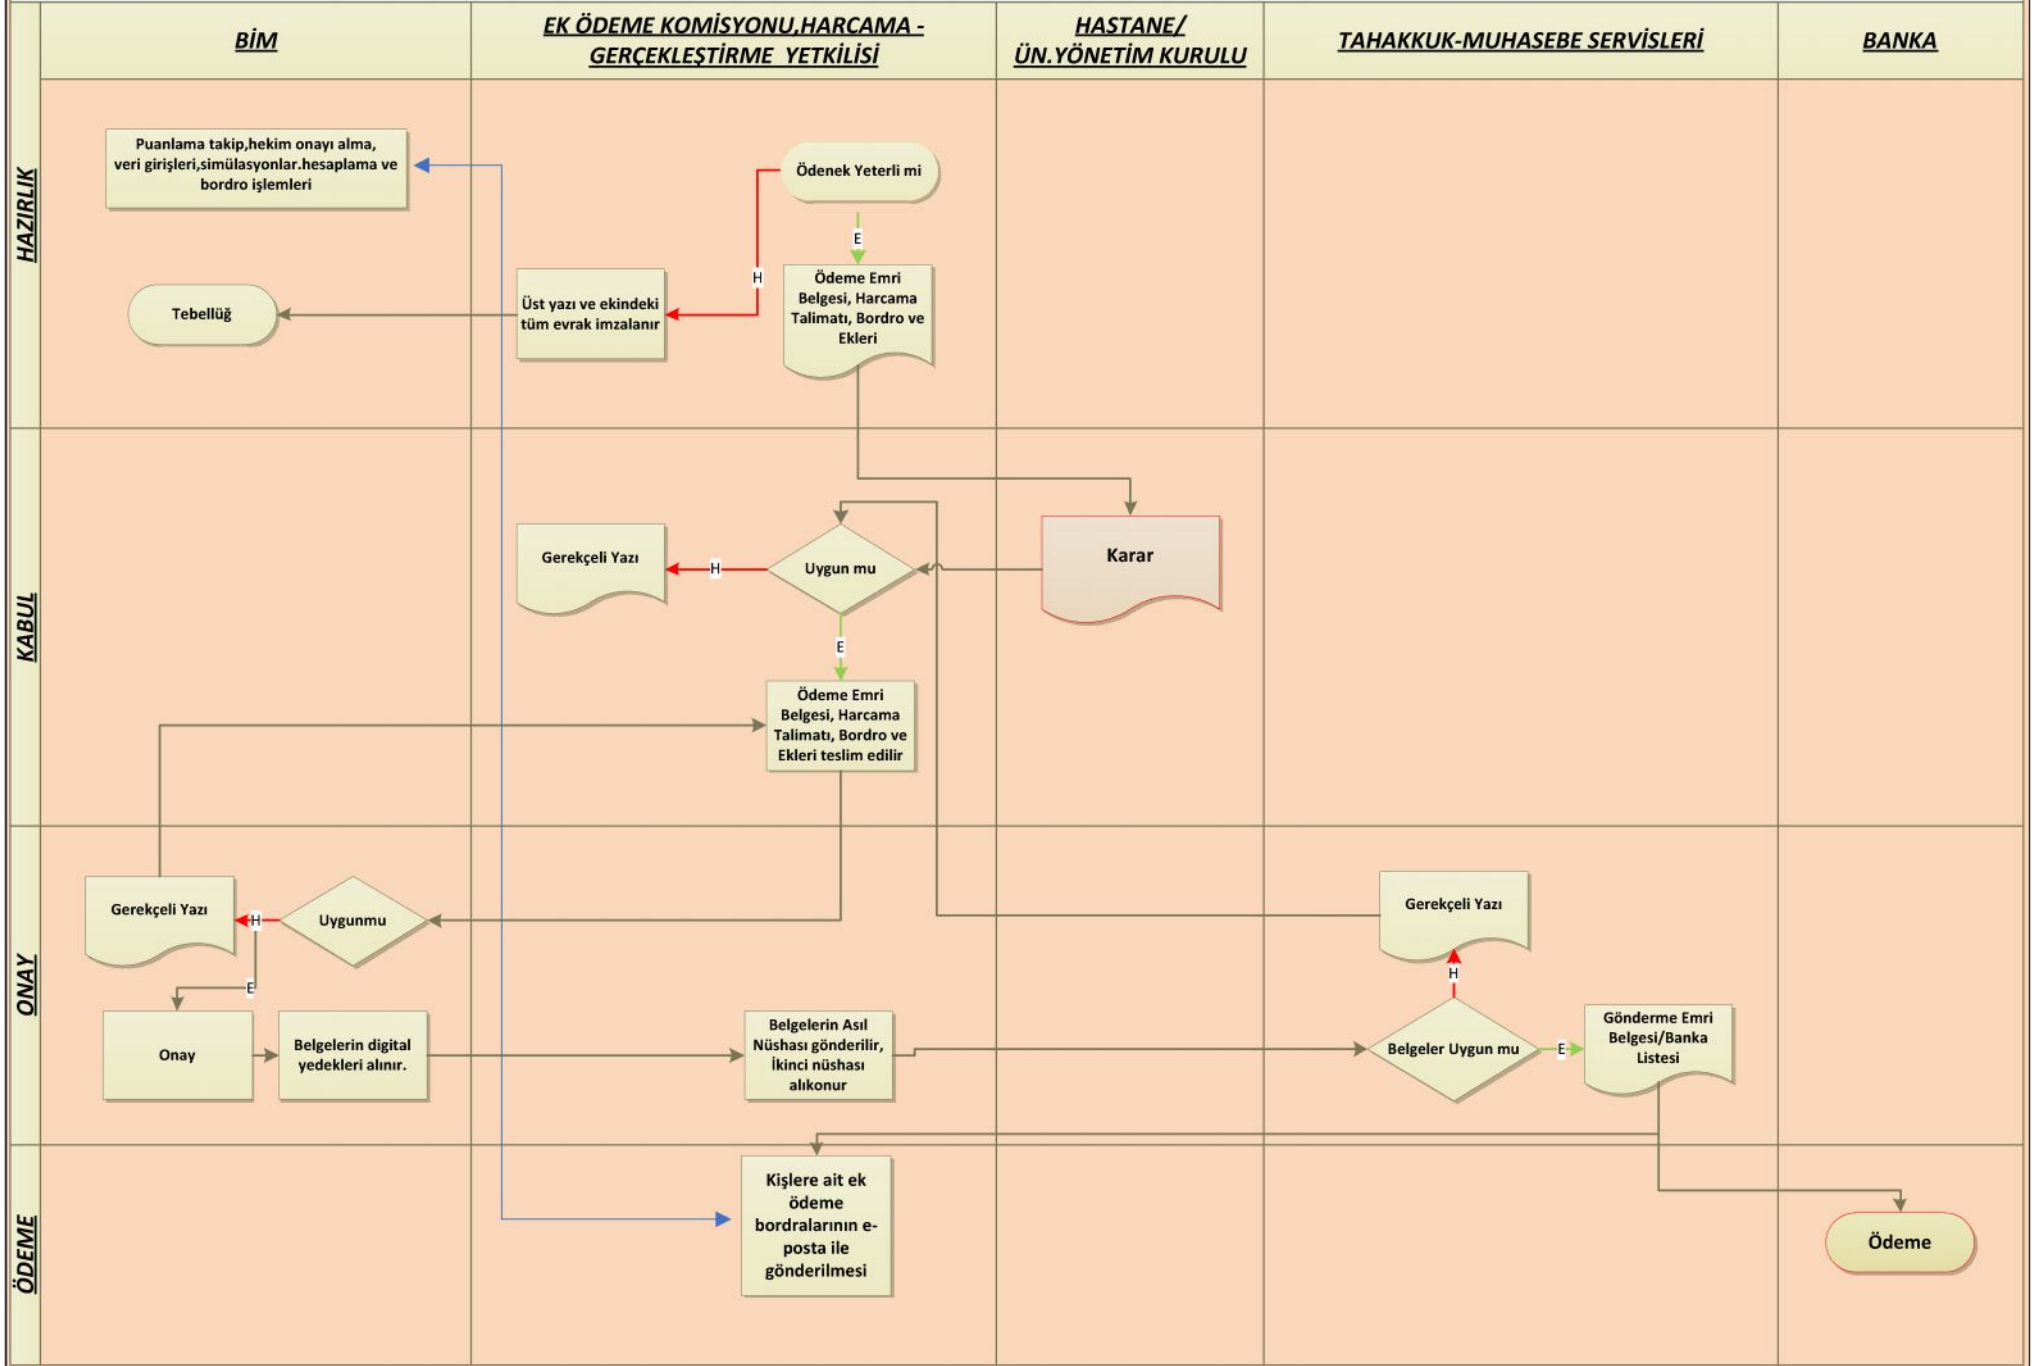 BİM
EK ÖDEME KOMİSYONU,HARCAMA -
GERÇEKLEŞTİRME YETKİLİSİ
HASTANE/
ÜN.YÖNETİM KURULU
TAHAKKUK-MUHASEBE SERVİSLERİ
BANKA
HAZIRLIK
Puanlama takip,hekim onayı alma,
veri girişleri,simülasyonlar.hesaplama ve
bordro işlemleri
Ödenek Yeterli mi
E
H
Tebellüğ
Üst yazı ve ekindeki
tüm evrak imzalanır
Ödeme Emri
Belgesi, Harcama
Talimatı, Bordro ve
Ekleri
KABUL
Gerekçeli Yazı
H
Uygun mu
Karar
E
Ödeme Emri
Belgesi, Harcama
Talimatı, Bordro ve
Ekleri teslim edilir
ONAY
Gerekçeli Yazı
H
Uygunmu
E
Gerekçeli Yazı
H
Onay
Belgelerin digital
yedekleri alınır.
Belgelerin Asıl
Nüshası gönderilir,
İkinci nüshası
alıkonur
Belgeler Uygun mu
E
Gönderme Emri
Belgesi/Banka
Listesi
ÖDEME
Kişlere ait ek
ödeme
bordralarının e-
posta ile
gönderilmesi
Ödeme